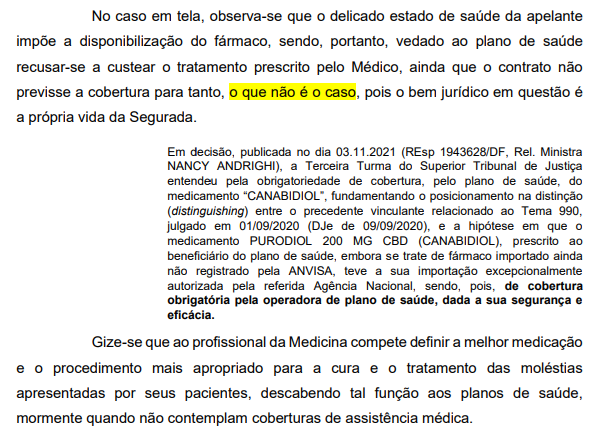 No caso em tela, observa-se que o delicado estado de saúde da apelante
impõe a disponibilização do fármaco, sendo, portanto, vedado ao plano de saúde
recusar-se a custear o tratamento prescrito pelo Médico, ainda que o contrato não
previsse a cobertura para tanto, o que não é o caso, pois o bem jurídico em questão é
a própria vida da Segurada.
Em decisão, publicada no dia 03.11.2021 (REsp 1943628/DF, Rel. Ministra
NANCY ANDRIGHI), a Terceira Turma do Superior Tribunal de Justiça
entendeu pela obrigatoriedade de cobertura, pelo plano de saúde, do
medicamento “CANABIDIOL”, fundamentando o posicionamento na distinção
(distinguishing) entre o precedente vinculante relacionado ao Tema 990,
julgado em 01/09/2020 (DJe de 09/09/2020), e a hipótese em que o
medicamento PURODIOL 200 MG CBD (CANABIDIOL), prescrito ao
beneficiário do plano de saúde, embora se trate de fármaco importado ainda
não registrado pela ANVISA, teve a sua importação excepcionalmente
autorizada pela referida Agência Nacional, sendo, pois, de cobertura
obrigatória pela operadora de plano de saúde, dada a sua segurança e
eficácia.
Gize-se que ao profissional da Medicina compete definir a melhor medicação
e o procedimento mais apropriado para a cura e o tratamento das moléstias
apresentadas por seus pacientes, descabendo tal função aos planos de saúde,
mormente quando não contemplam coberturas de assistência médica.